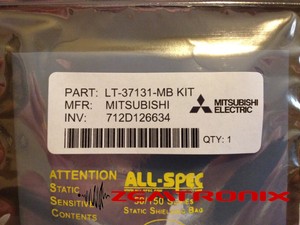 PART: LT-37131-MB KIT
MFR: MITSUBISHI
INV: 712D126634
MITSUBISHI
ELECTRIC
QTY: 1
ATTENTION
STATIC
SENSITIVE
CONTENTS
ALL-SPEC
STATIC SHIELDING BAG
ZEATRONIX